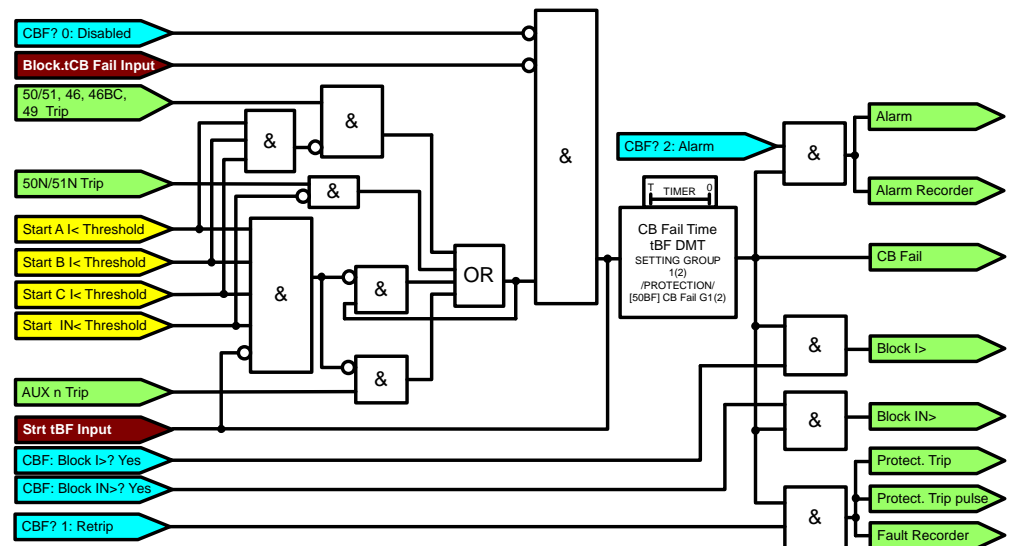 CBF? 0: Disabled
Block.tCB Fail Input
50/51, 46, 46BC,
49 Trip
50N/51N Trip
Start A I< Threshold
Start B I< Threshold
Start C I< Threshold
Start IN< Threshold
AUX n Trip
Strt tBF Input
CBF: Block I>? Yes
CBF: Block IN>? Yes
CBF? 1: Retrip
&
&
&
&
&
&
OR
&
CBF? 2: Alarm
T TIMER 0
CB Fail Time
tBF DMT
SETTING GROUP
1(2)
/PROTECTION/
[50BF] CB Fail G1(2)
&
&
&
&
Alarm
Alarm Recorder
CB Fail
Block I>
Block IN>
Protect. Trip
Protect. Trip pulse
Fault Recorder